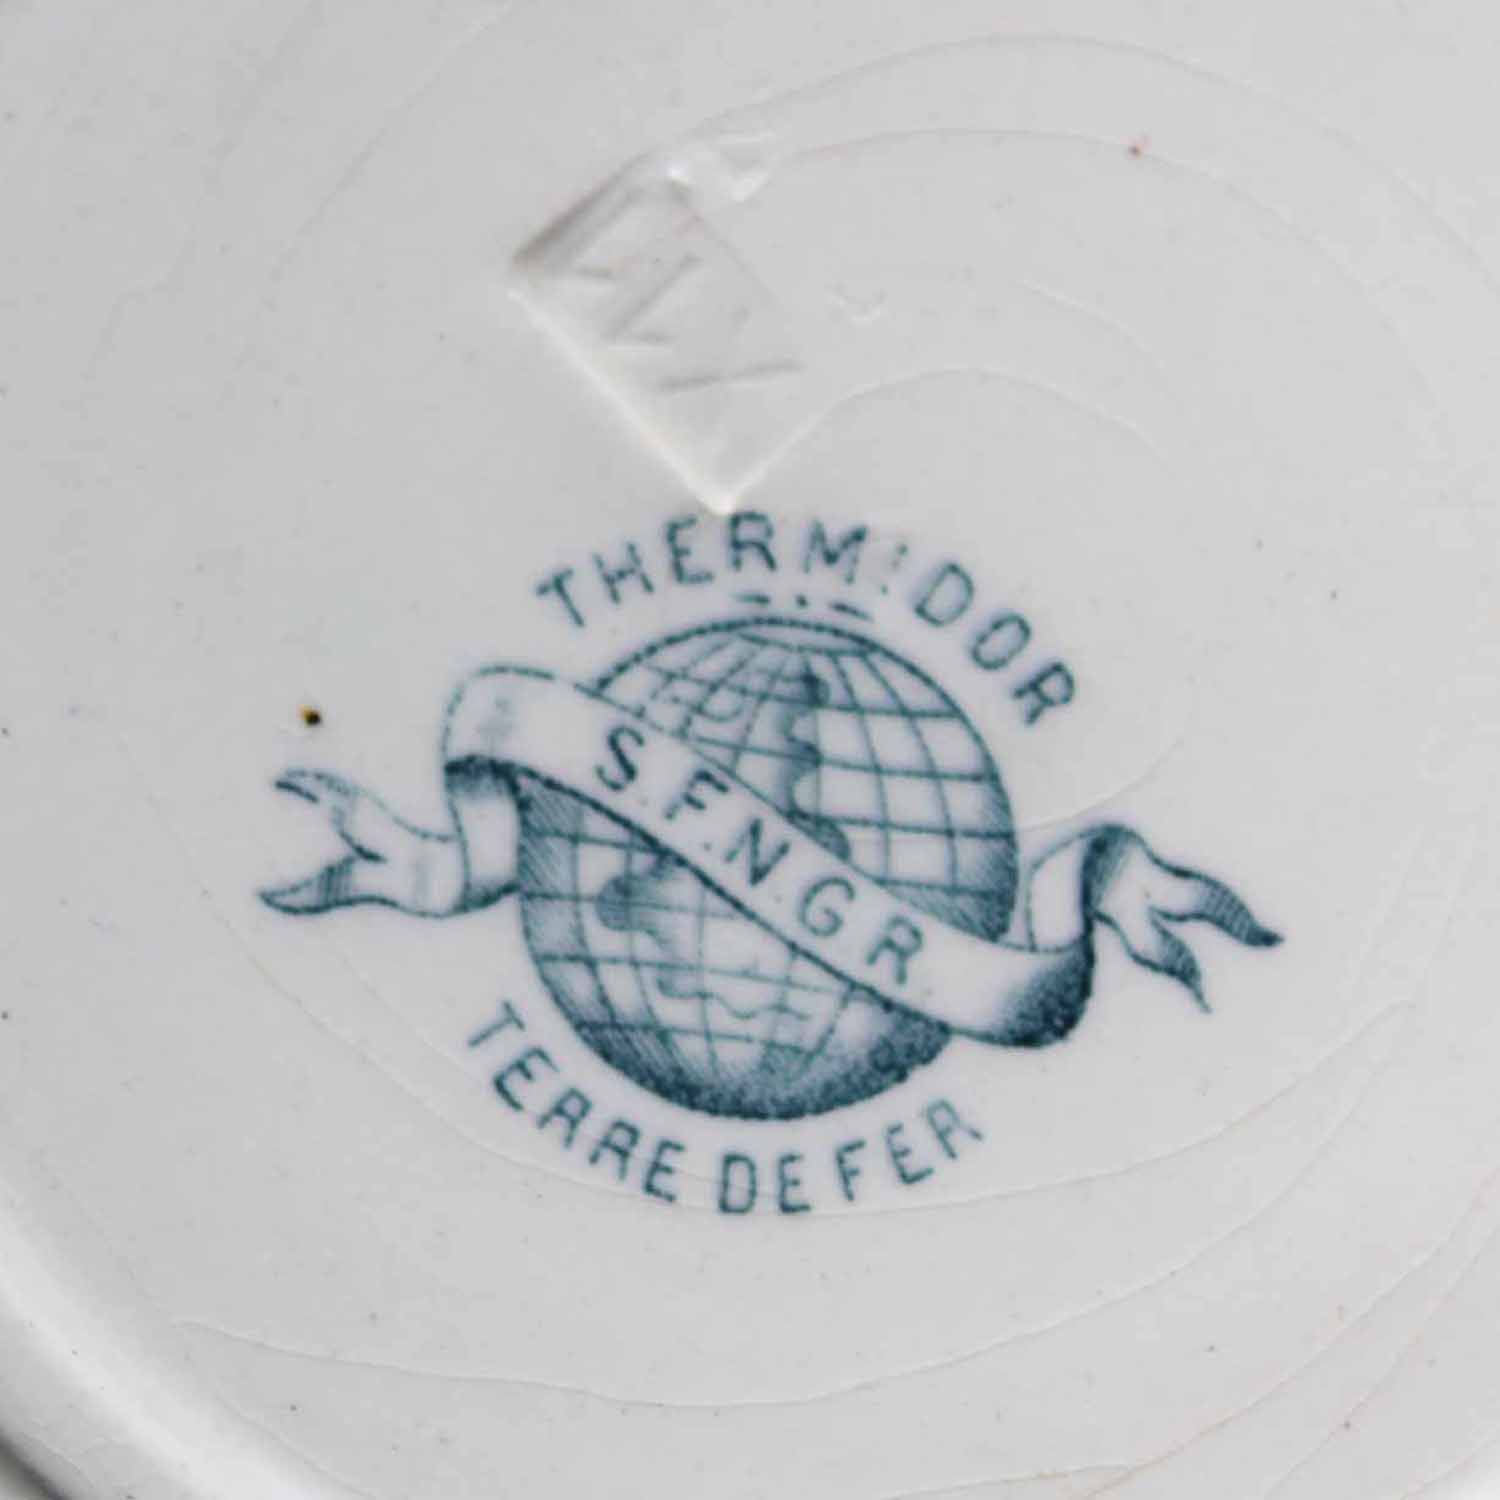 THERMIDOR
S.F.N.G.R
TERRE DE FER